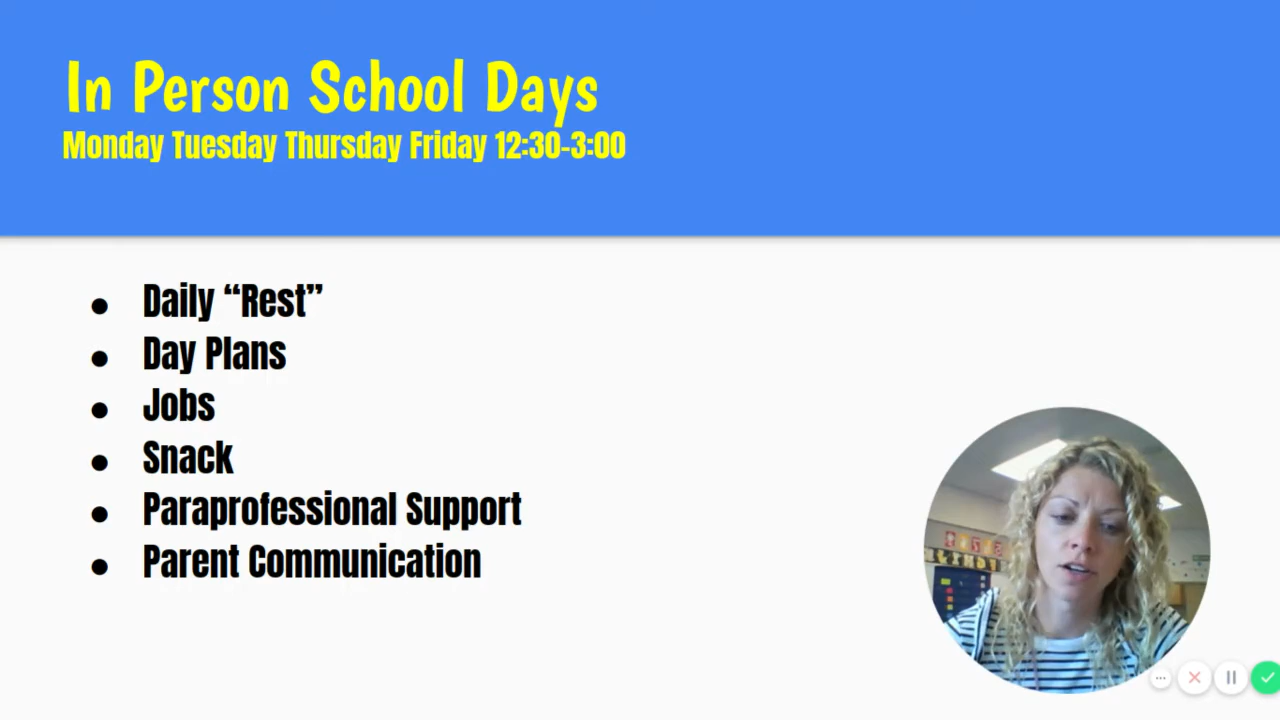 In Person School Days
Monday Tuesday Thursday Friday 12:30-3:00
● Daily “Rest”
● Day Plans
● Jobs
● Snack
● Paraprofessional Support
● Parent Communication